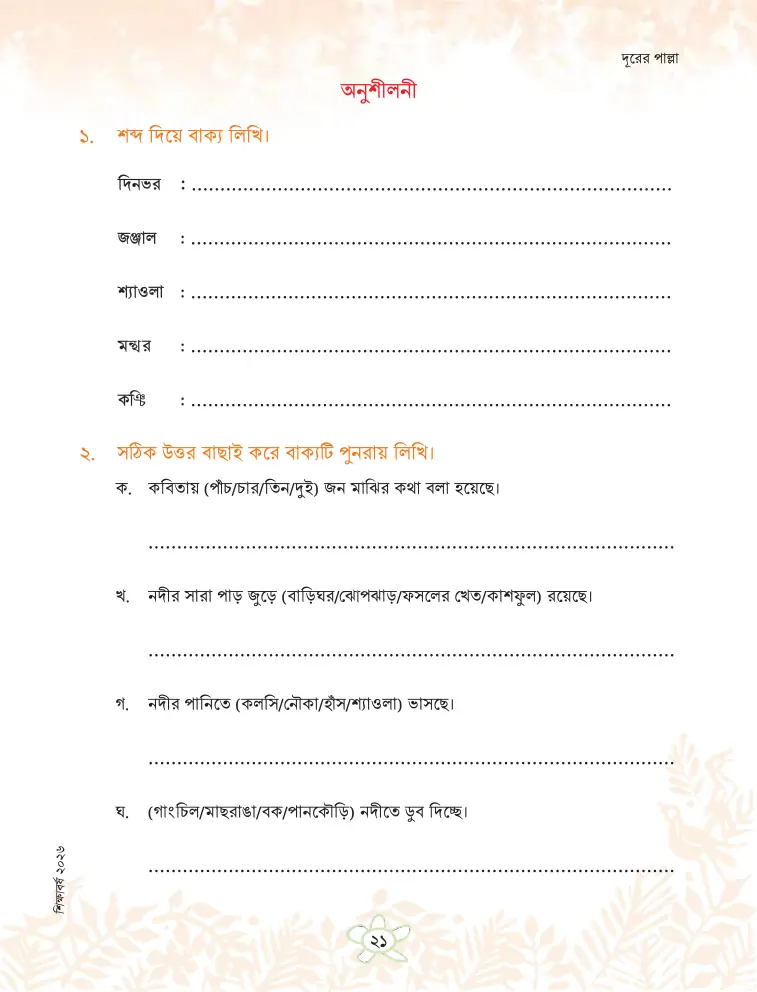 দূরের পাল্লা
অনুশীলনী
১. শব্দ দিয়ে বাক্য লিখি।
দিনভর : ....................................................................................
জঞ্জাল : ....................................................................................
শ্যাওলা : ....................................................................................
মন্থর : ....................................................................................
কঞ্চি : ....................................................................................
২. সঠিক উত্তর বাছাই করে বাক্যটি পুনরায় লিখি।
ক. কবিতায় (পাঁচ/চার/তিন/দুই) জন মাঝির কথা বলা হয়েছে।
............................................................................................
খ. নদীর সারা পাড় জুড়ে (বাড়িঘর/ঝোপঝাড়/ফসলের খেত/কাশফুল) রয়েছে।
............................................................................................
গ. নদীর পানিতে (কলসি/নৌকা/হাঁস/শ্যাওলা) ভাসছে।
............................................................................................
ঘ. (গাংচিল/মাছরাঙা/বক/পানকৌড়ি) নদীতে ডুব দিচ্ছে।
............................................................................................
শিক্ষাবর্ষ ২০২৬
২১